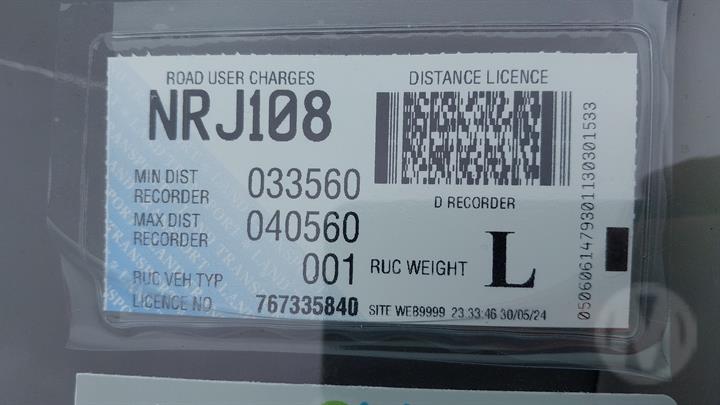 ROAD USER CHARGES DISTANCE LICENCE
NRJ108
MIN DIST RECORDER 033560
D RECORDER
MAX DIST RECORDER 040560
RUC VEH TYP 001 RUC WEIGHT L
LICENCE NO. 767335840 SITE WEB9999 23:33:46 30/05/24
05060614793011303015​33